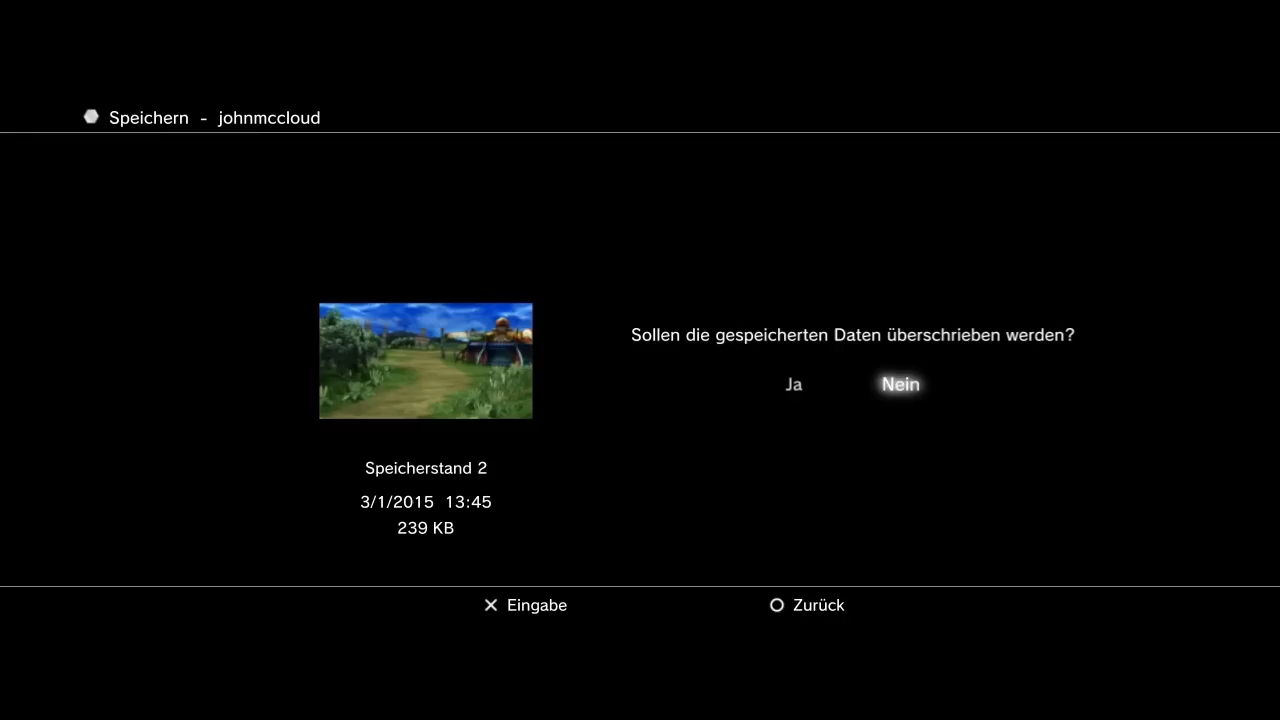 Speichern - johnmccloud
Sollen die gespeicherten Daten überschrieben werden?
Ja Nein
Speicherstand 2
3/1/2015 13:45
239 KB
Eingabe Zurück